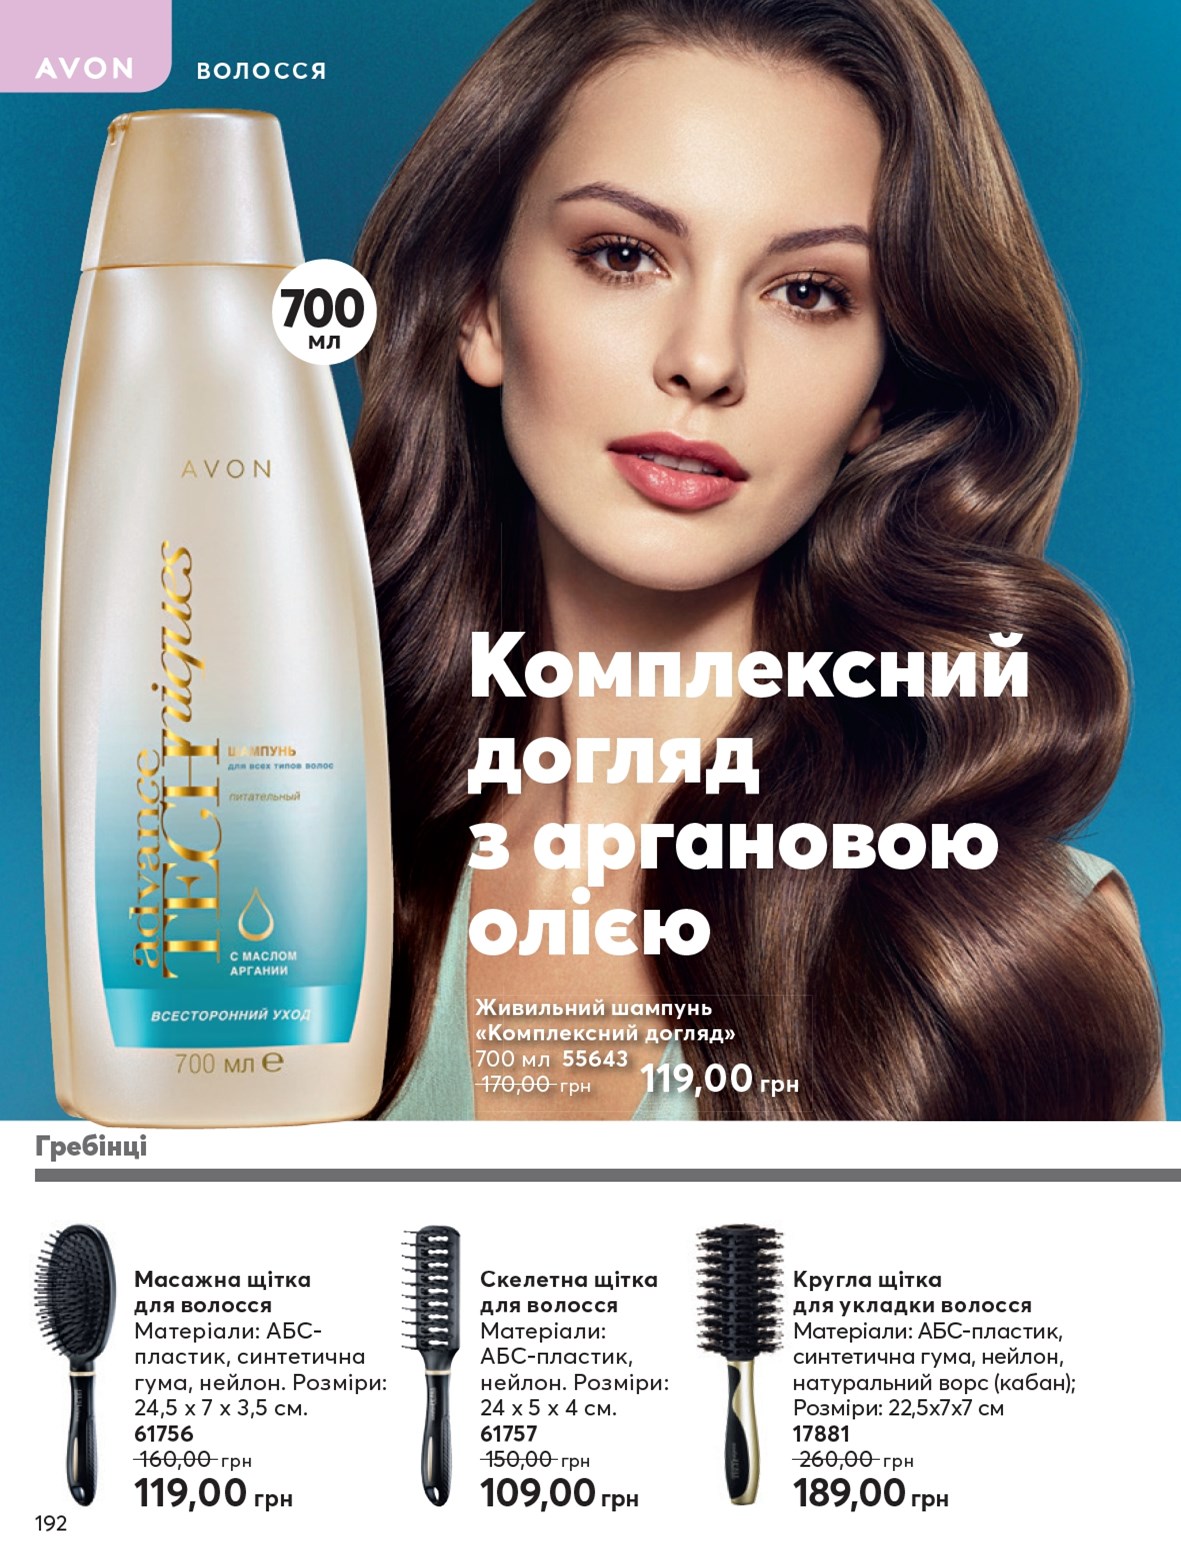 AVON
ВОЛОССЯ
700
мл
AVON
advance
TECHniques
ШАМПУНЬ
для всех типов волос
питательный
С МАСЛОМ
АРГАНИИ
ВСЕСТОРОННИЙ УХОД
700 мл e
Комплексний
догляд
з аргановою
олією
Живильний шампунь
«Комплексний догляд»
700 мл 55643
170,00 грн 119,00 грн
Гребінці
Масажна щітка
для волосся
Матеріали: АБС-
пластик, синтетична
гума, нейлон. Розміри:
24,5 х 7 х 3,5 см.
61756
160,00 грн
119,00 грн
Скелетна щітка
для волосся
Матеріали:
АБС-пластик,
нейлон. Розміри:
24 х 5 х 4 см.
61757
150,00 грн
109,00 грн
Кругла щітка
для укладки волосся
Матеріали: АБС-пластик,
синтетична гума, нейлон,
натуральний ворс (кабан);
Розміри: 22,5х7х7 см
17881
260,00 грн
189,00 грн
192